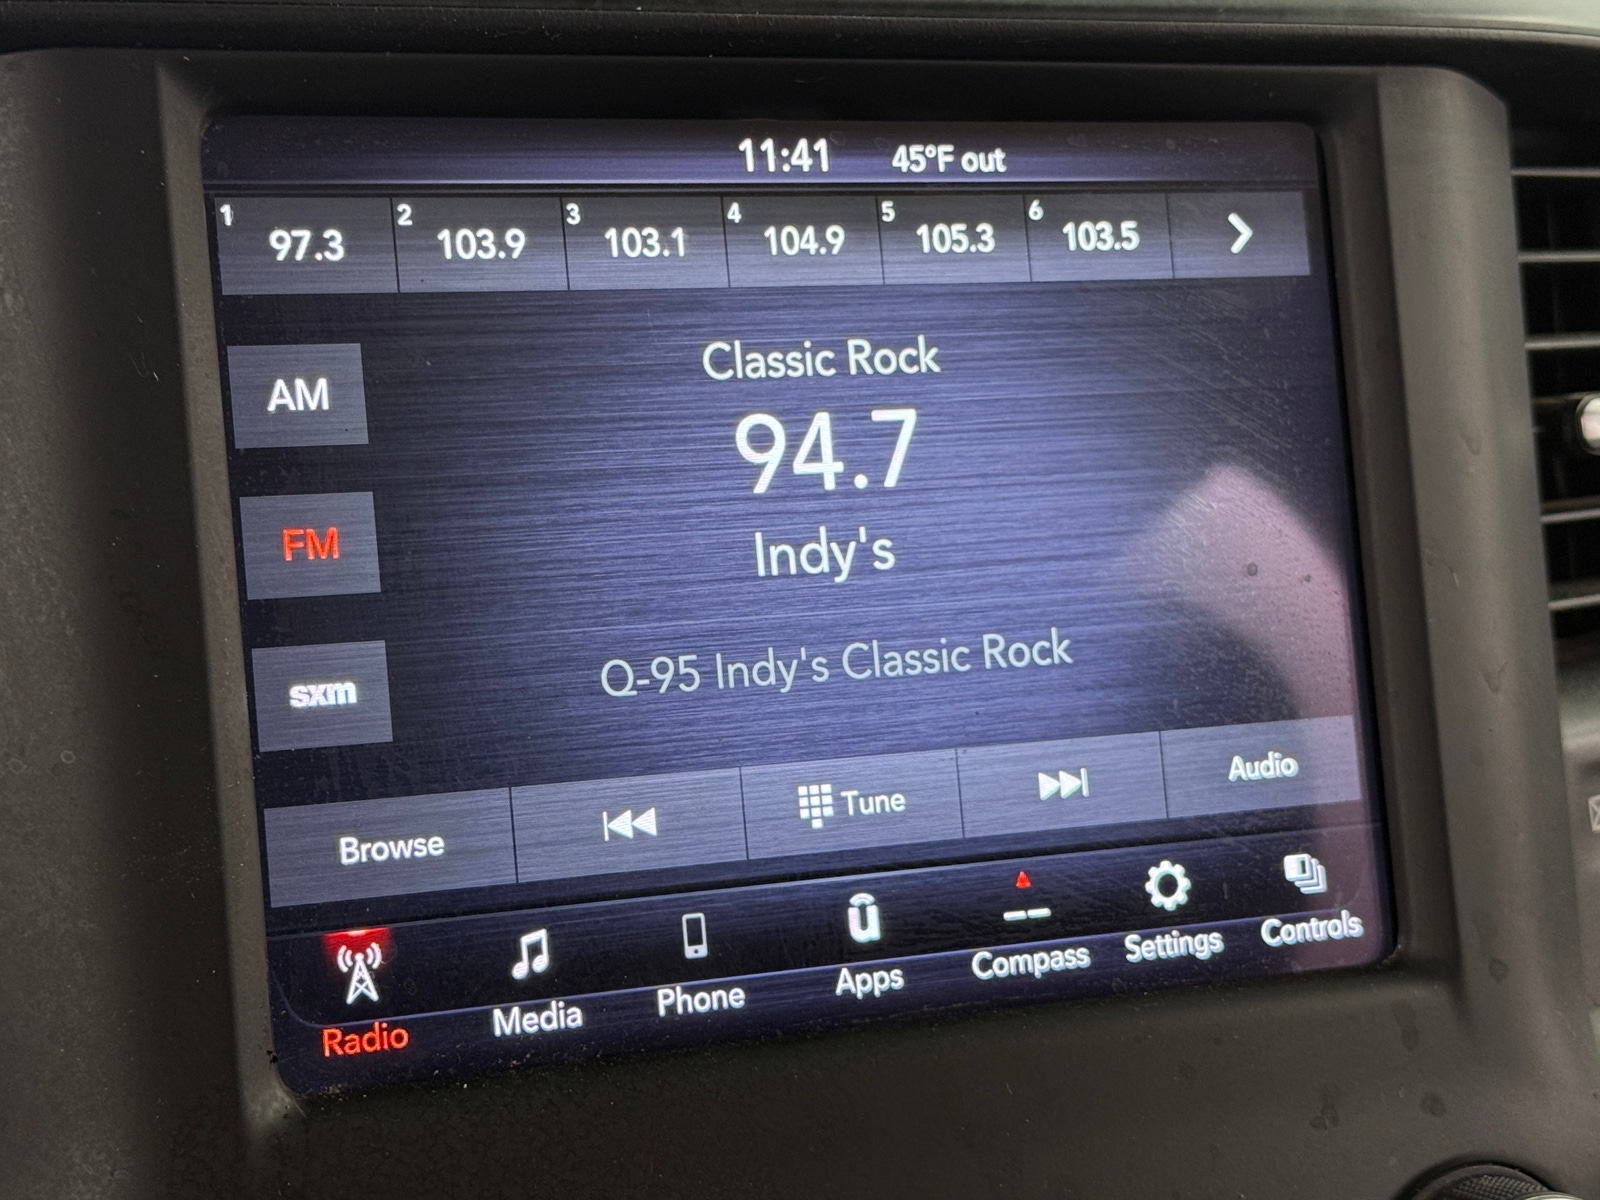 11:41 45°F out
1 97.3 2 103.9 3 103.1 4 104.9 5 105.3 6 103.5
Classic Rock
AM
94.7
FM
Indy's
sxm
Q-95 Indy's Classic Rock
Browse Tune Audio
Radio Media Phone Apps Compass Settings Controls